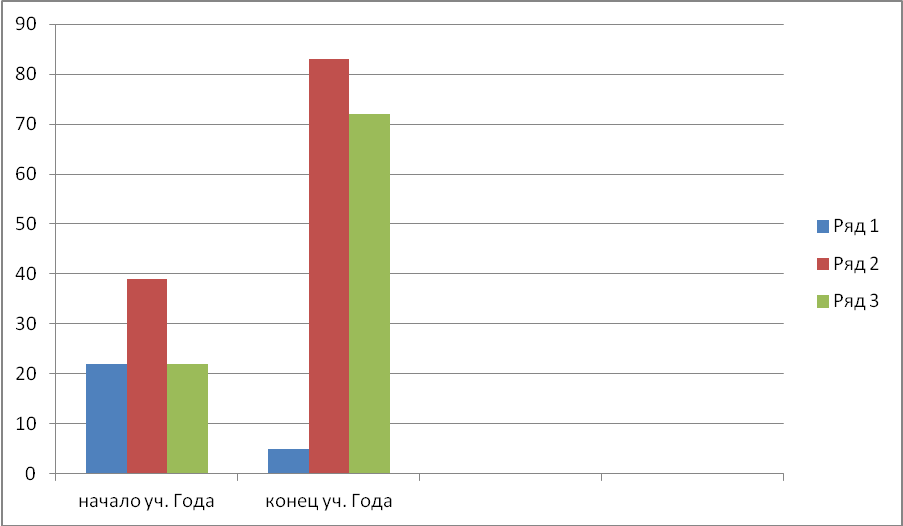 90
80
70
60
50
40
30
20
10
0
начало уч. Года
конец уч. Года
Ряд 1
Ряд 2
Ряд 3